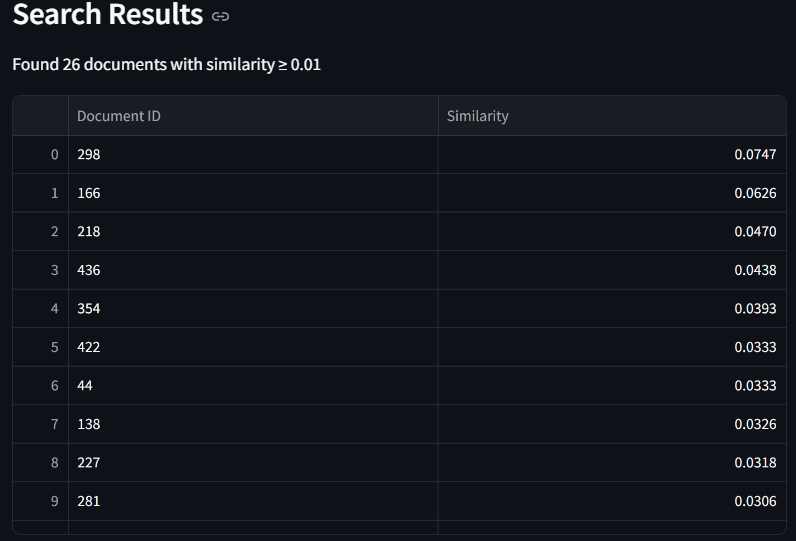 Search Results
Found 26 documents with similarity ≥ 0.01
Document ID Similarity
0 298 0.0747
1 166 0.0626
2 218 0.0470
3 436 0.0438
4 354 0.0393
5 422 0.0333
6 44 0.0333
7 138 0.0326
8 227 0.0318
9 281 0.0306